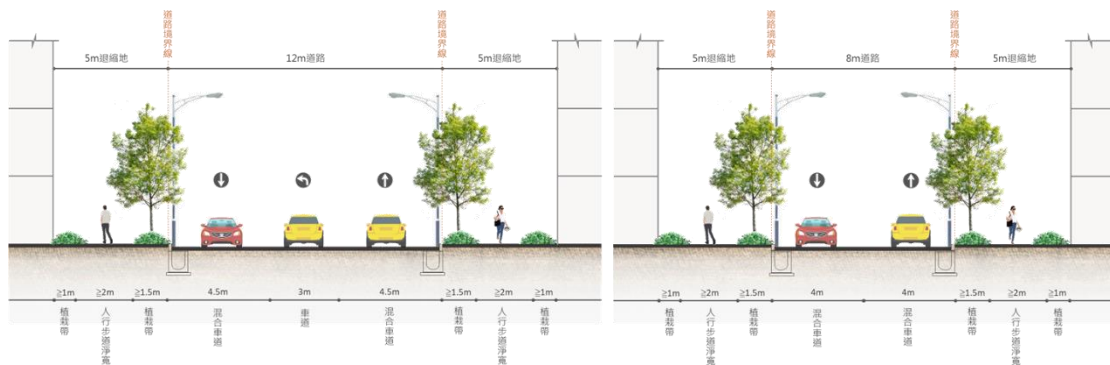 道路境界線
道路境界線
5m退縮地
12m道路
5m退縮地
≧1m
≧2m
≧1.5m
4.5m
3m
4.5m
≧1.5m
≧2m
≧1m
植栽帶
人行步道淨寬
植栽帶
混合車道
車道
混合車道
植栽帶
人行步道淨寬
植栽帶
道路境界線
道路境界線
5m退縮地
8m道路
5m退縮地
≧1m
≧2m
≧1.5m
4m
4m
≧1.5m
≧2m
≧1m
植栽帶
人行步道淨寬
植栽帶
混合車道
混合車道
植栽帶
人行步道淨寬
植栽帶